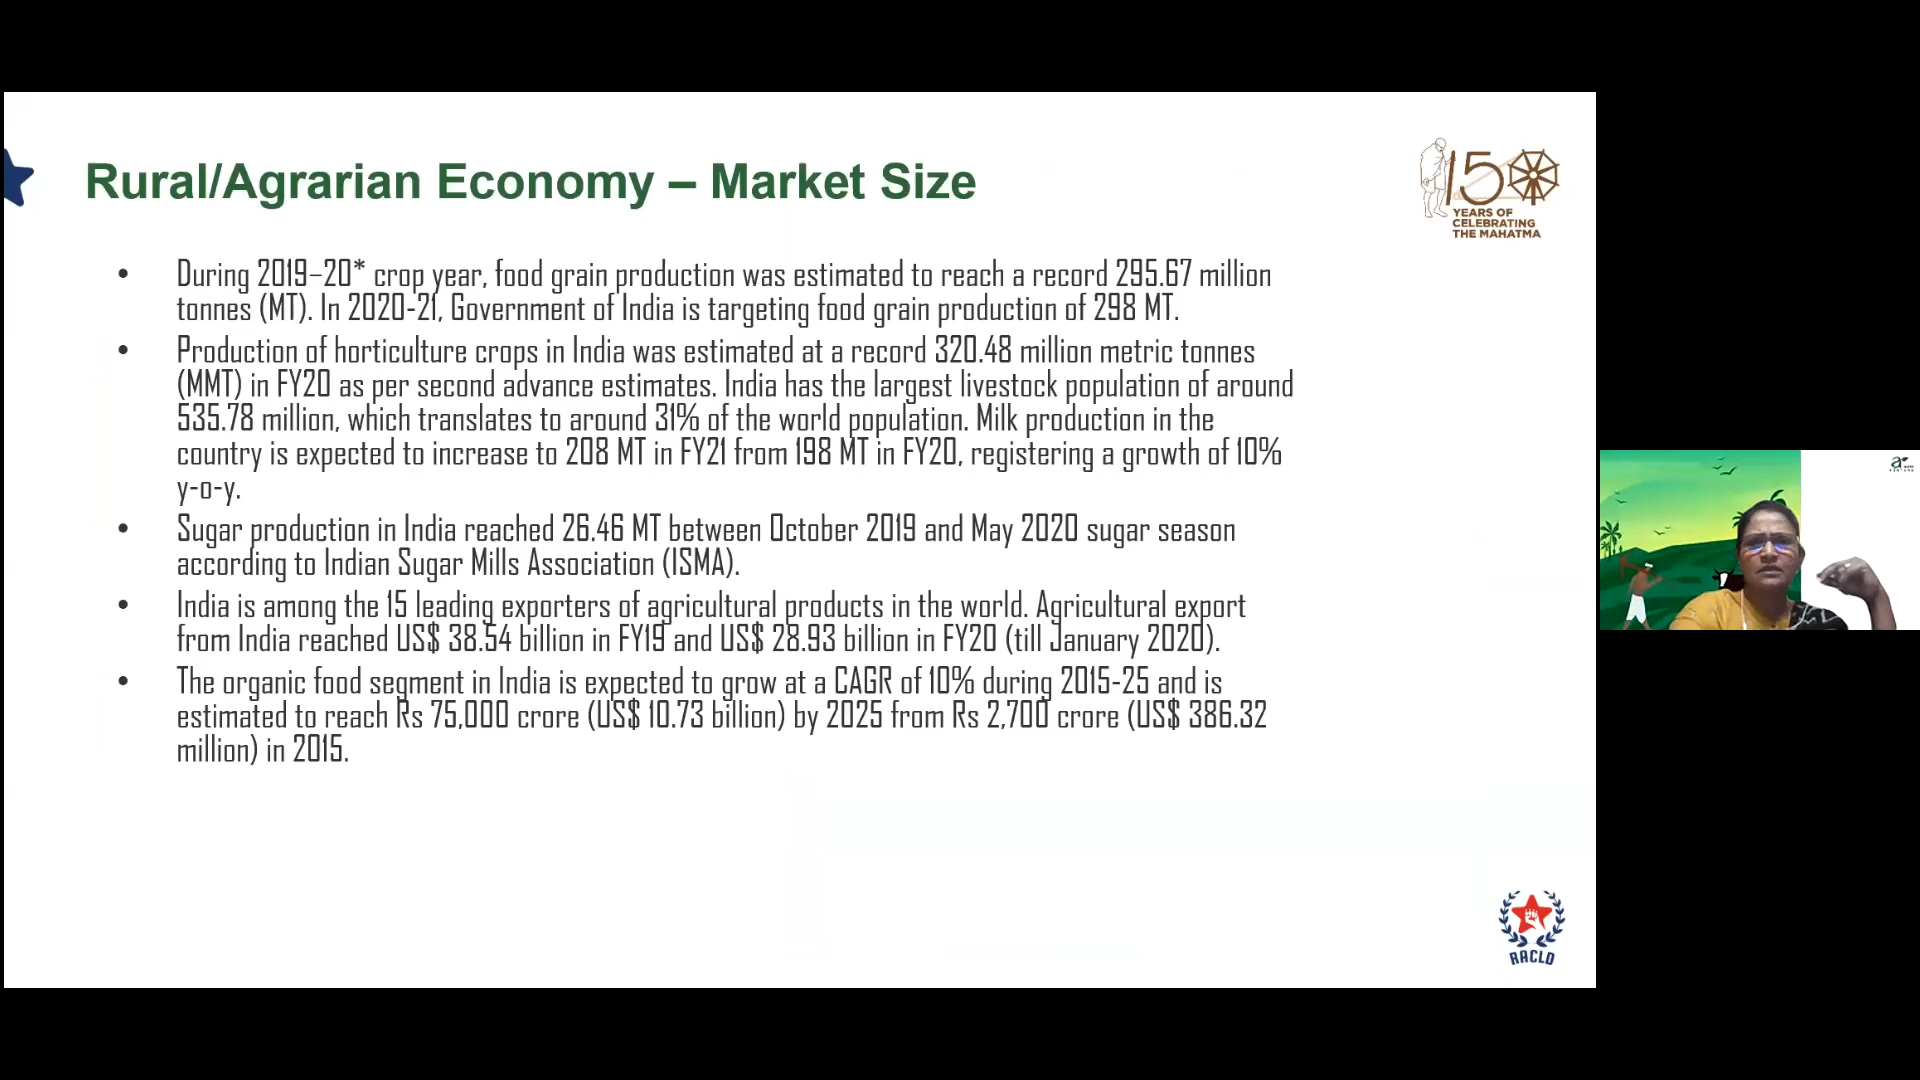 Rural/Agrarian Economy – Market Size
150
YEARS OF
CELEBRATING
THE MAHATMA
• During 2019–20* crop year, food grain production was estimated to reach a record 295.67 million
tonnes (MT). In 2020-21, Government of India is targeting food grain production of 298 MT.
• Production of horticulture crops in India was estimated at a record 320.48 million metric tonnes
(MMT) in FY20 as per second advance estimates. India has the largest livestock population of around
535.78 million, which translates to around 31% of the world population. Milk production in the
country is expected to increase to 208 MT in FY21 from 198 MT in FY20, registering a growth of 10%
y-o-y.
• Sugar production in India reached 26.46 MT between October 2019 and May 2020 sugar season
according to Indian Sugar Mills Association (ISMA).
• India is among the 15 leading exporters of agricultural products in the world. Agricultural export
from India reached US$ 38.54 billion in FY19 and US$ 28.93 billion in FY20 (till January 2020).
• The organic food segment in India is expected to grow at a CAGR of 10% during 2015-25 and is
estimated to reach Rs 75,000 crore (US$ 10.73 billion) by 2025 from Rs 2,700 crore (US$ 386.32
million) in 2015.
RACLD